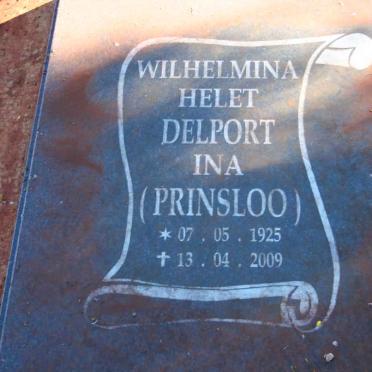 WILHELMINA
HELET
DELPORT
INA
(PRINSLOO)
* 07 . 05 . 1925
✝ 13 . 04 . 2009